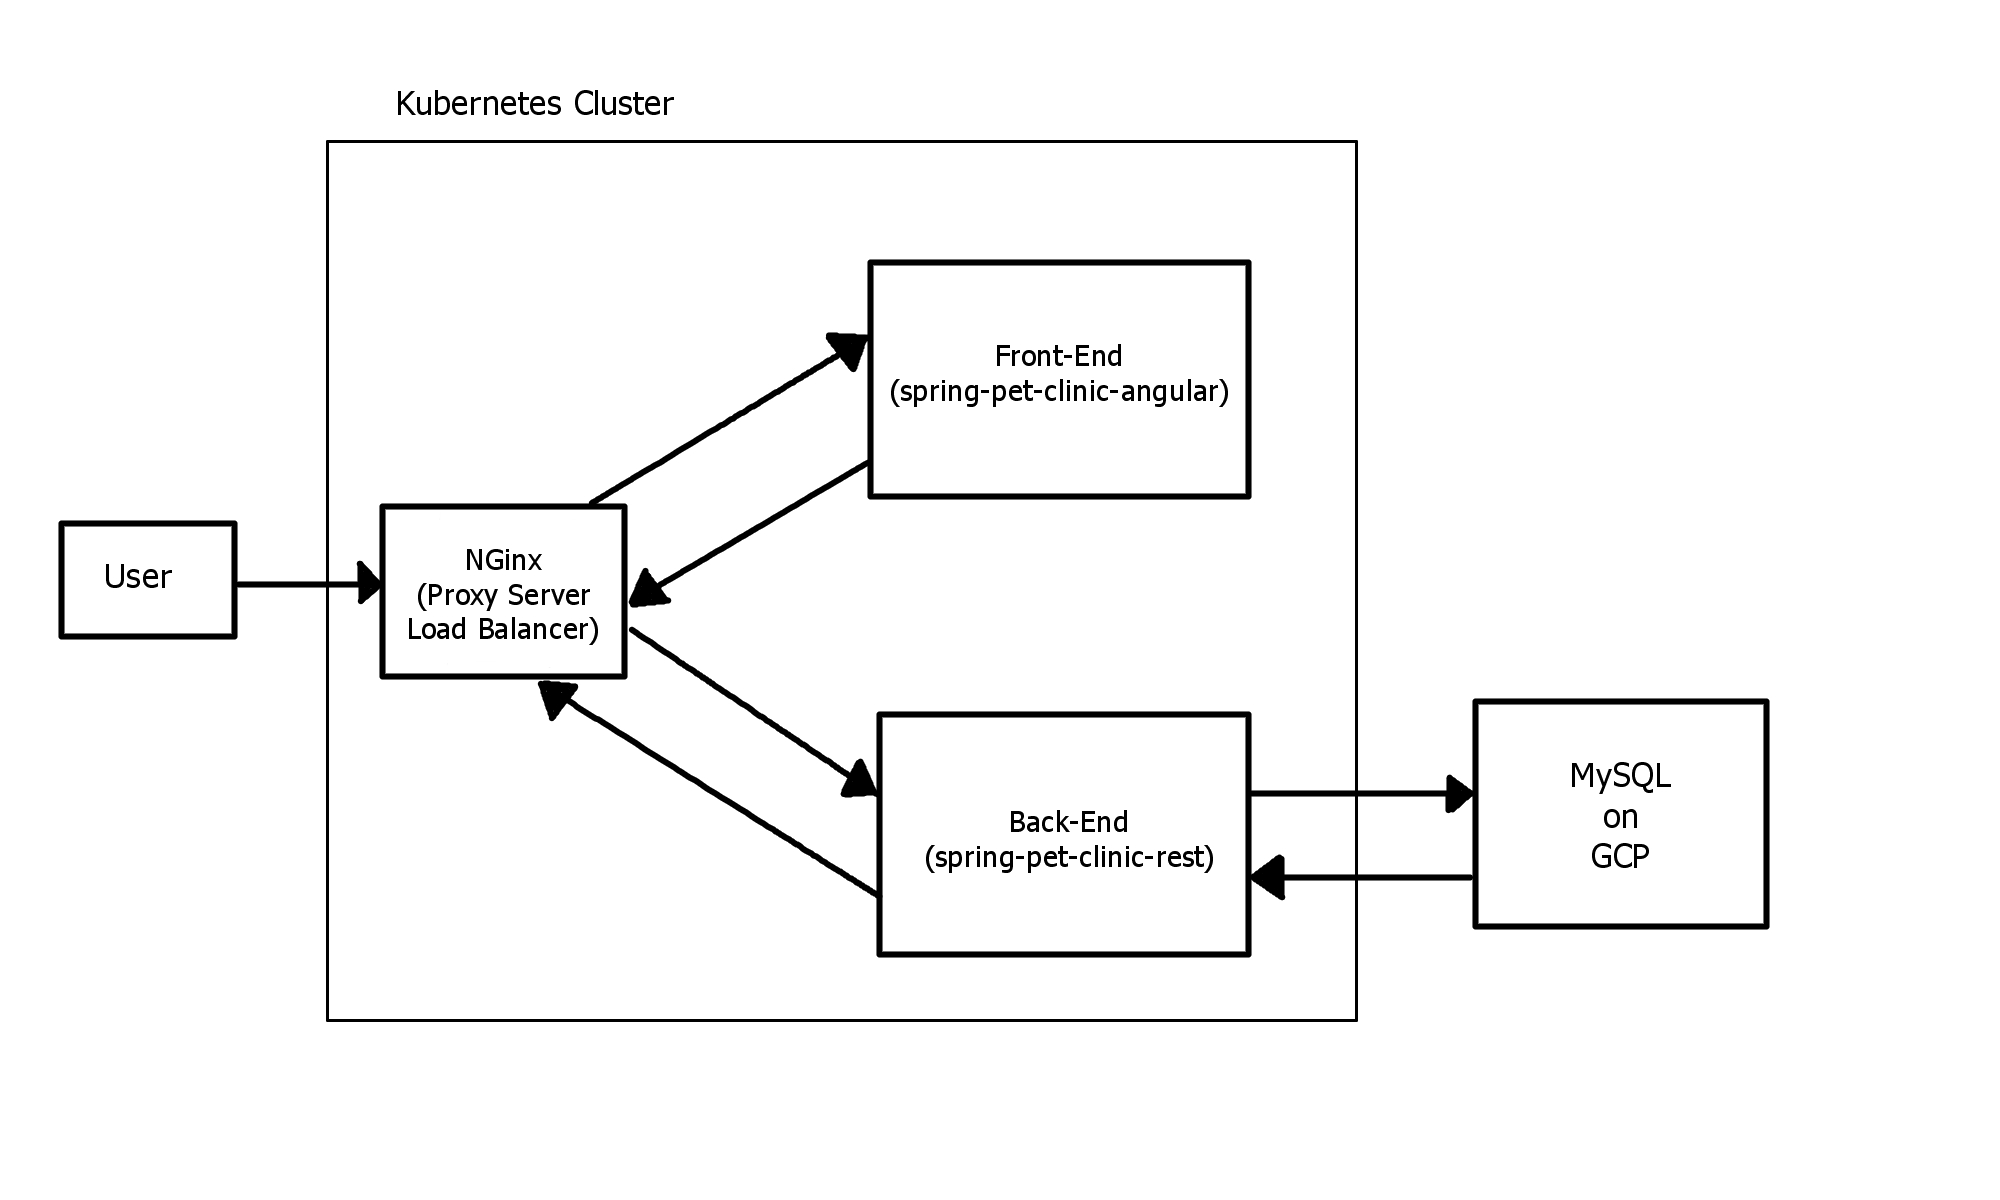 Kubernetes Cluster
Front-End
(spring-pet-clinic-angular)
User
NGinx
(Proxy Server
Load Balancer)
Back-End
(spring-pet-clinic-rest)
MySQL
on
GCP